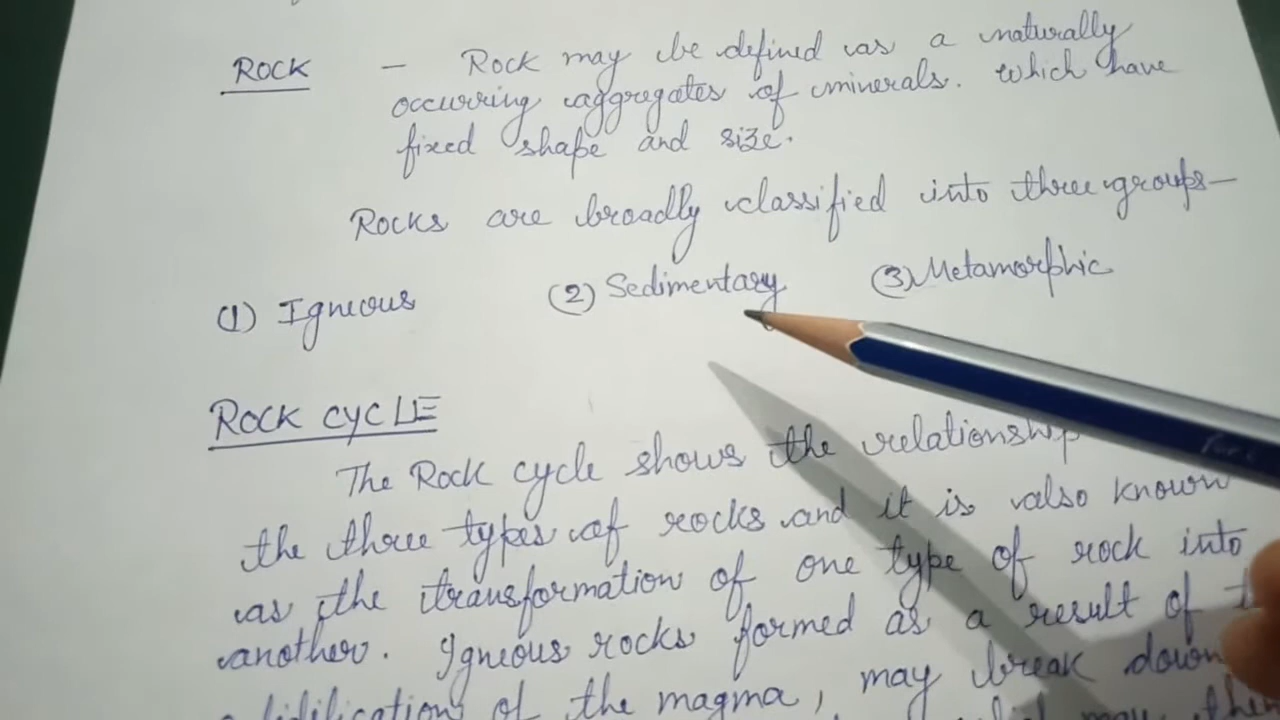 ROCK - Rock may be defined as a naturally
occurring aggregates of minerals. which have
fixed shape and size.
Rocks are broadly classified into three groups-
(1) Igneous (2) Sedimentary (3) Metamorphic
ROCK CYCLE
The Rock cycle shows the relationship
the three types of rocks and it is also known
as the transformation of one type of rock into
another. Igneous rocks formed as a result of
of the magma, may break down